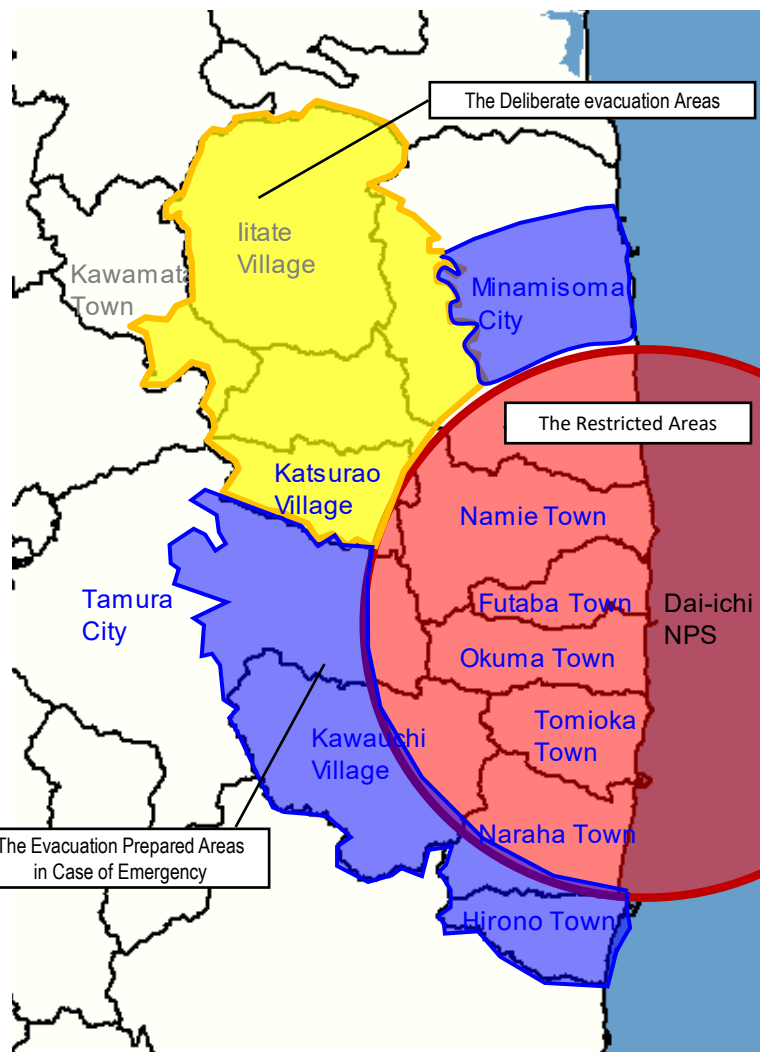 The Deliberate evacuation Areas
Iitate
Village
Kawamata
Town
Minamisoma
City
The Restricted Areas
Katsurao
Village
Namie Town
Tamura
City
Futaba Town
Dai-ichi
NPS
Okuma Town
Tomioka
Town
Kawauchi
Village
Naraha Town
The Evacuation Prepared Areas
in Case of Emergency
Hirono Town